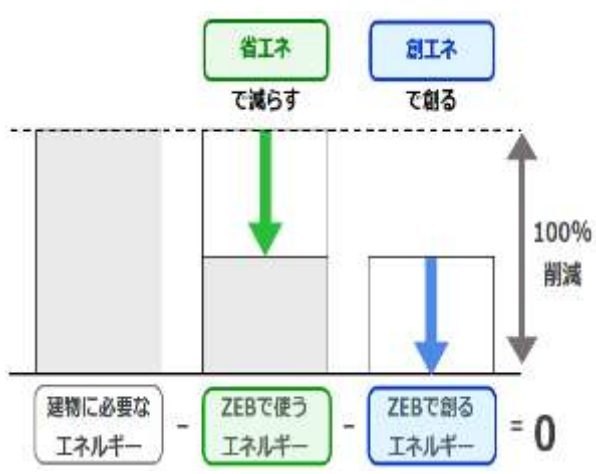 省エネ
で減らす
創エネ
で創る
100%
削減
建物に必要な
エネルギー
-
ZEBで使う
エネルギー
-
ZEBで創る
エネルギー
= 0